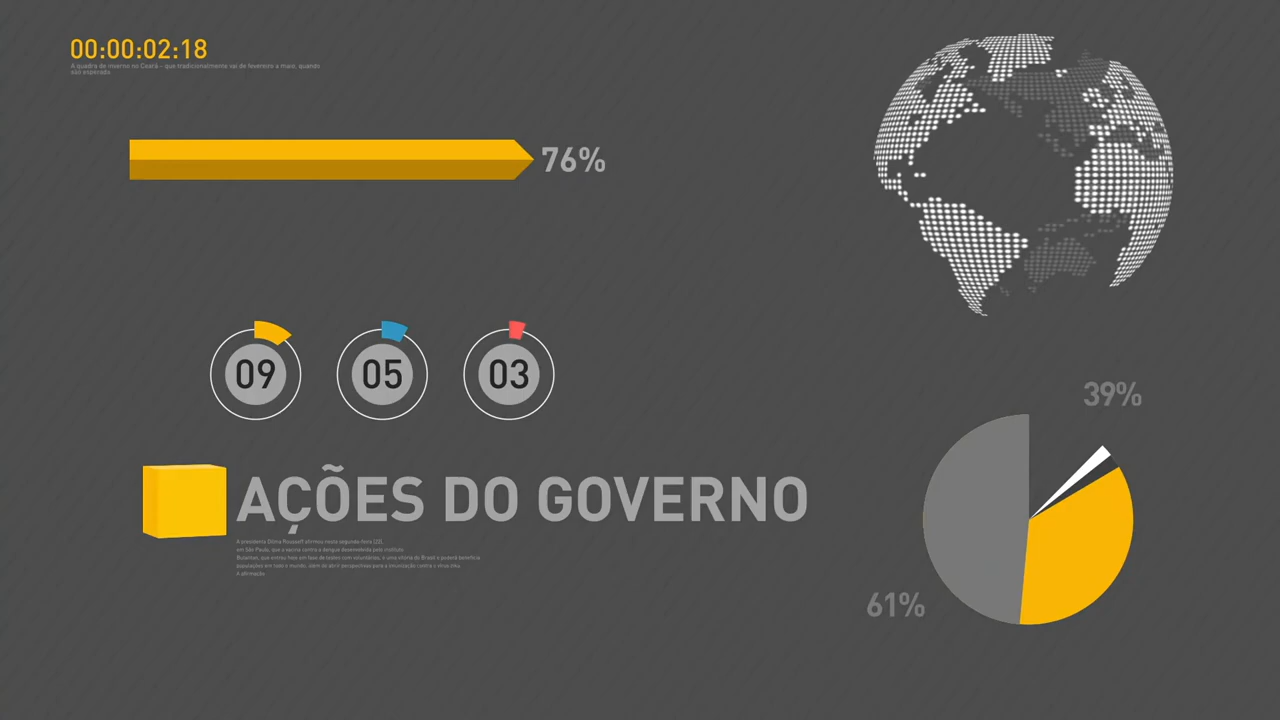 00:00:02:18
A quadra de inverno no Ceará – que tradicionalmente vai de fevereiro a maio, quando
são esperado
76%
09 05 03
39%
AÇÕES DO GOVERNO
A presidenta Dilma Rousseff afirmou nesta segunda-feira (22),
em São Paulo, que a vacina contra a dengue desenvolvida pelo Instituto
Butantan, que entrou hoje em fase de testes com voluntários, é uma vitória do Brasil e poderá beneficiar
populações em todo o mundo, além de abrir perspectivas para a imunização contra o vírus zika.
A afirmação
61%